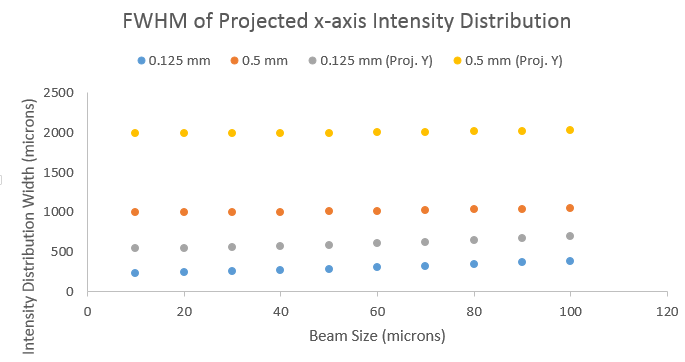 FWHM of Projected x-axis Intensity Distribution
0.125 mm 0.5 mm 0.125 mm (Proj. Y) 0.5 mm (Proj. Y)
Intensity Distribution Width (microns)
2500
2000
1500
1000
500
0
0 20 40 60 80 100 120
Beam Size (microns)